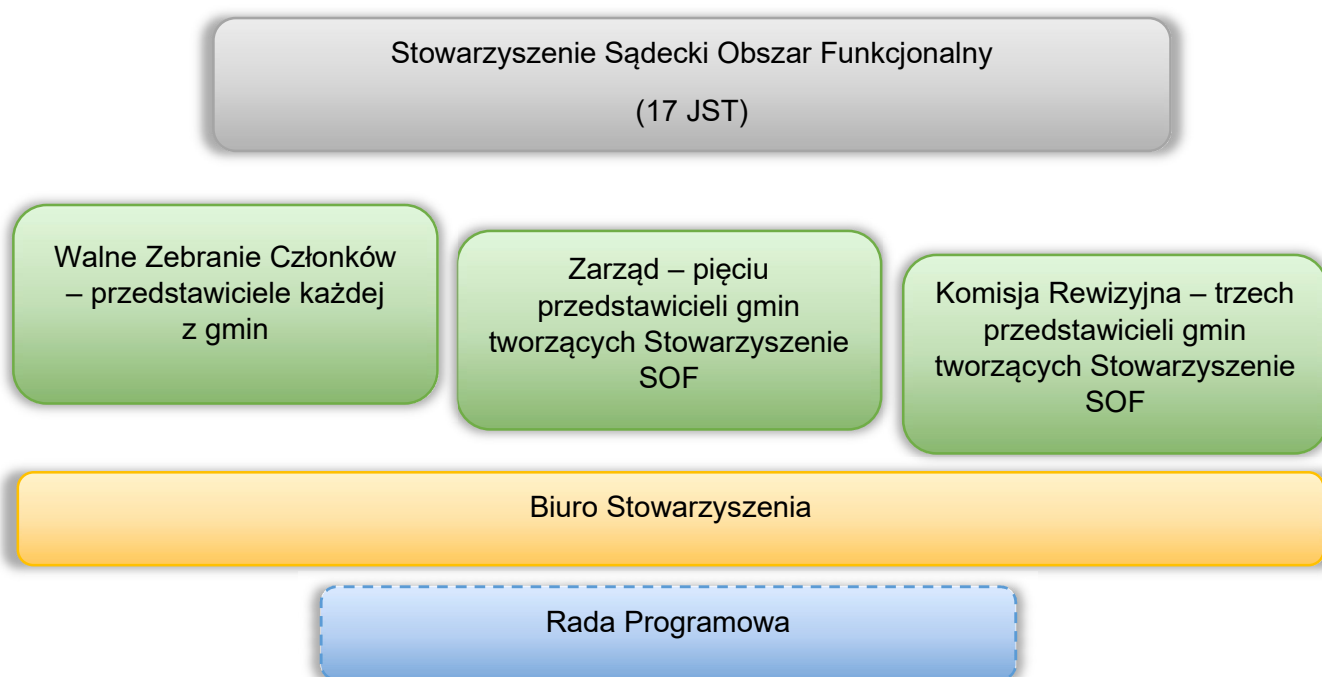 Stowarzyszenie Sądecki Obszar Funkcjonalny
(17 JST)
Walne Zebranie Członków
– przedstawiciele każdej
z gmin
Zarząd – pięciu
przedstawicieli gmin
tworzących Stowarzyszenie
SOF
Komisja Rewizyjna – trzech
przedstawicieli gmin
tworzących Stowarzyszenie
SOF
Biuro Stowarzyszenia
Rada Programowa